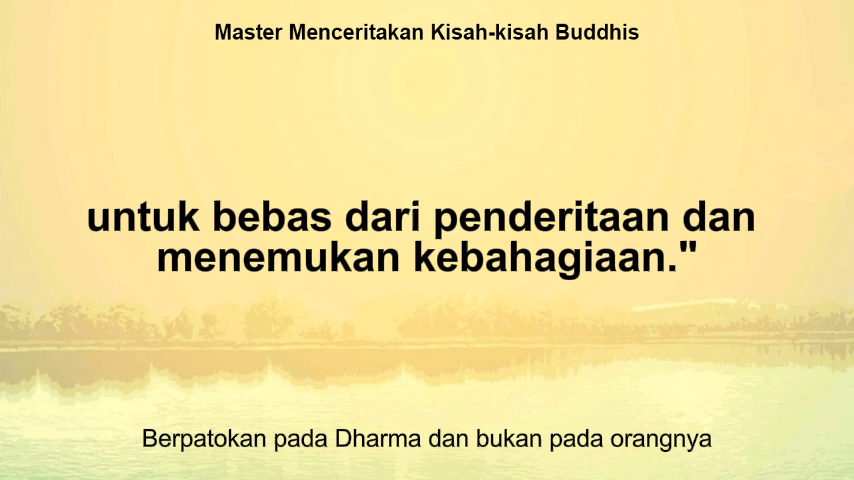 Master Menceritakan Kisah-kisah Buddhis
untuk bebas dari penderitaan dan
menemukan kebahagiaan."
Berpatokan pada Dharma dan bukan pada orangnya